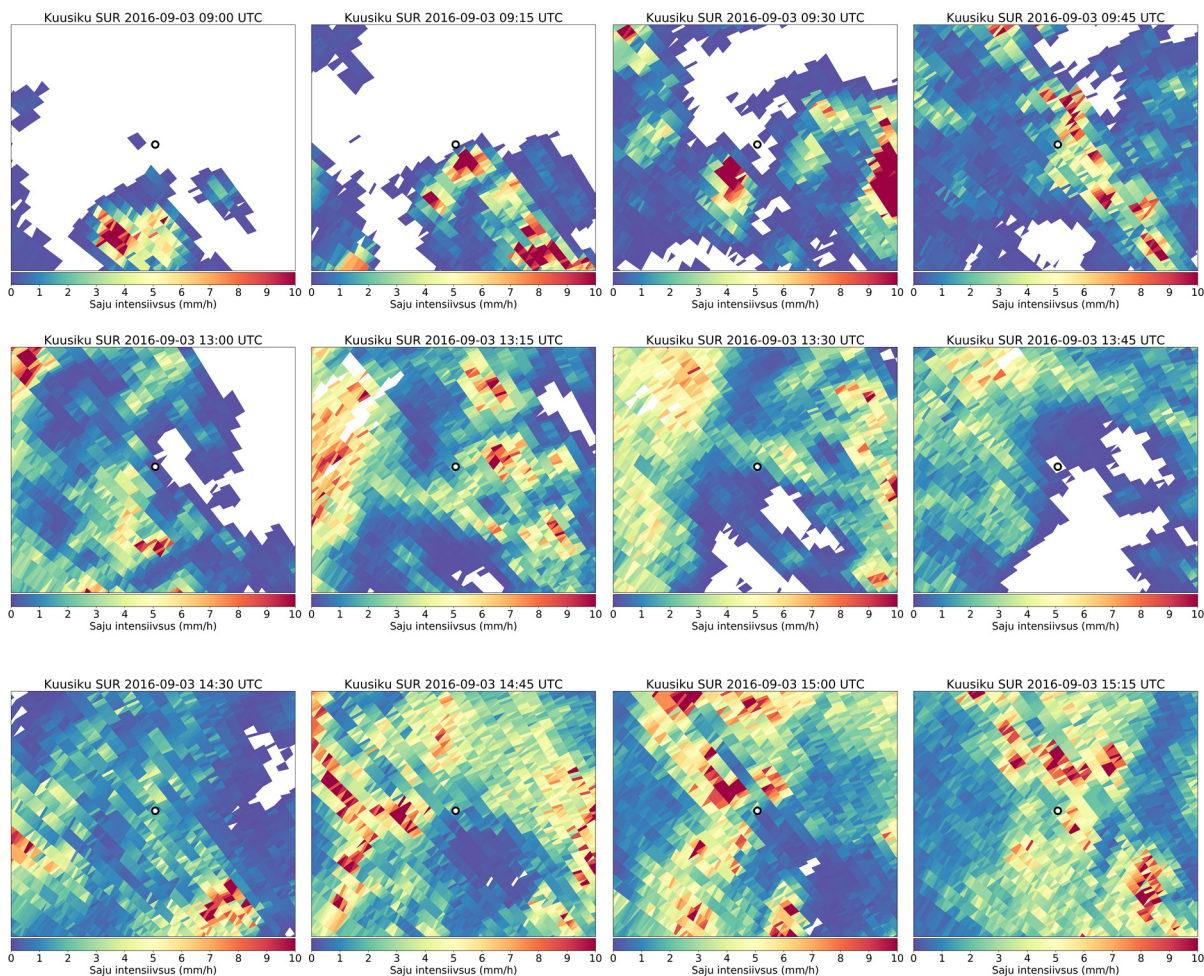 Kuusiku SUR 2016-09-03 09:00 UTC
Kuusiku SUR 2016-09-03 09:15 UTC
Kuusiku SUR 2016-09-03 09:30 UTC
Kuusiku SUR 2016-09-03 09:45 UTC
0 1 2 3 4 5 6 7 8 9 10
0 1 2 3 4 5 6 7 8 9 10
0 1 2 3 4 5 6 7 8 9 10
0 1 2 3 4 5 6 7 8 9 10
Saju intensiivsus (mm/h)
Saju intensiivsus (mm/h)
Saju intensiivsus (mm/h)
Saju intensiivsus (mm/h)
Kuusiku SUR 2016-09-03 13:00 UTC
Kuusiku SUR 2016-09-03 13:15 UTC
Kuusiku SUR 2016-09-03 13:30 UTC
Kuusiku SUR 2016-09-03 13:45 UTC
0 1 2 3 4 5 6 7 8 9 10
0 1 2 3 4 5 6 7 8 9 10
0 1 2 3 4 5 6 7 8 9 10
0 1 2 3 4 5 6 7 8 9 10
Saju intensiivsus (mm/h)
Saju intensiivsus (mm/h)
Saju intensiivsus (mm/h)
Saju intensiivsus (mm/h)
Kuusiku SUR 2016-09-03 14:30 UTC
Kuusiku SUR 2016-09-03 14:45 UTC
Kuusiku SUR 2016-09-03 15:00 UTC
Kuusiku SUR 2016-09-03 15:15 UTC
0 1 2 3 4 5 6 7 8 9 10
0 1 2 3 4 5 6 7 8 9 10
0 1 2 3 4 5 6 7 8 9 10
0 1 2 3 4 5 6 7 8 9 10
Saju intensiivsus (mm/h)
Saju intensiivsus (mm/h)
Saju intensiivsus (mm/h)
Saju intensiivsus (mm/h)